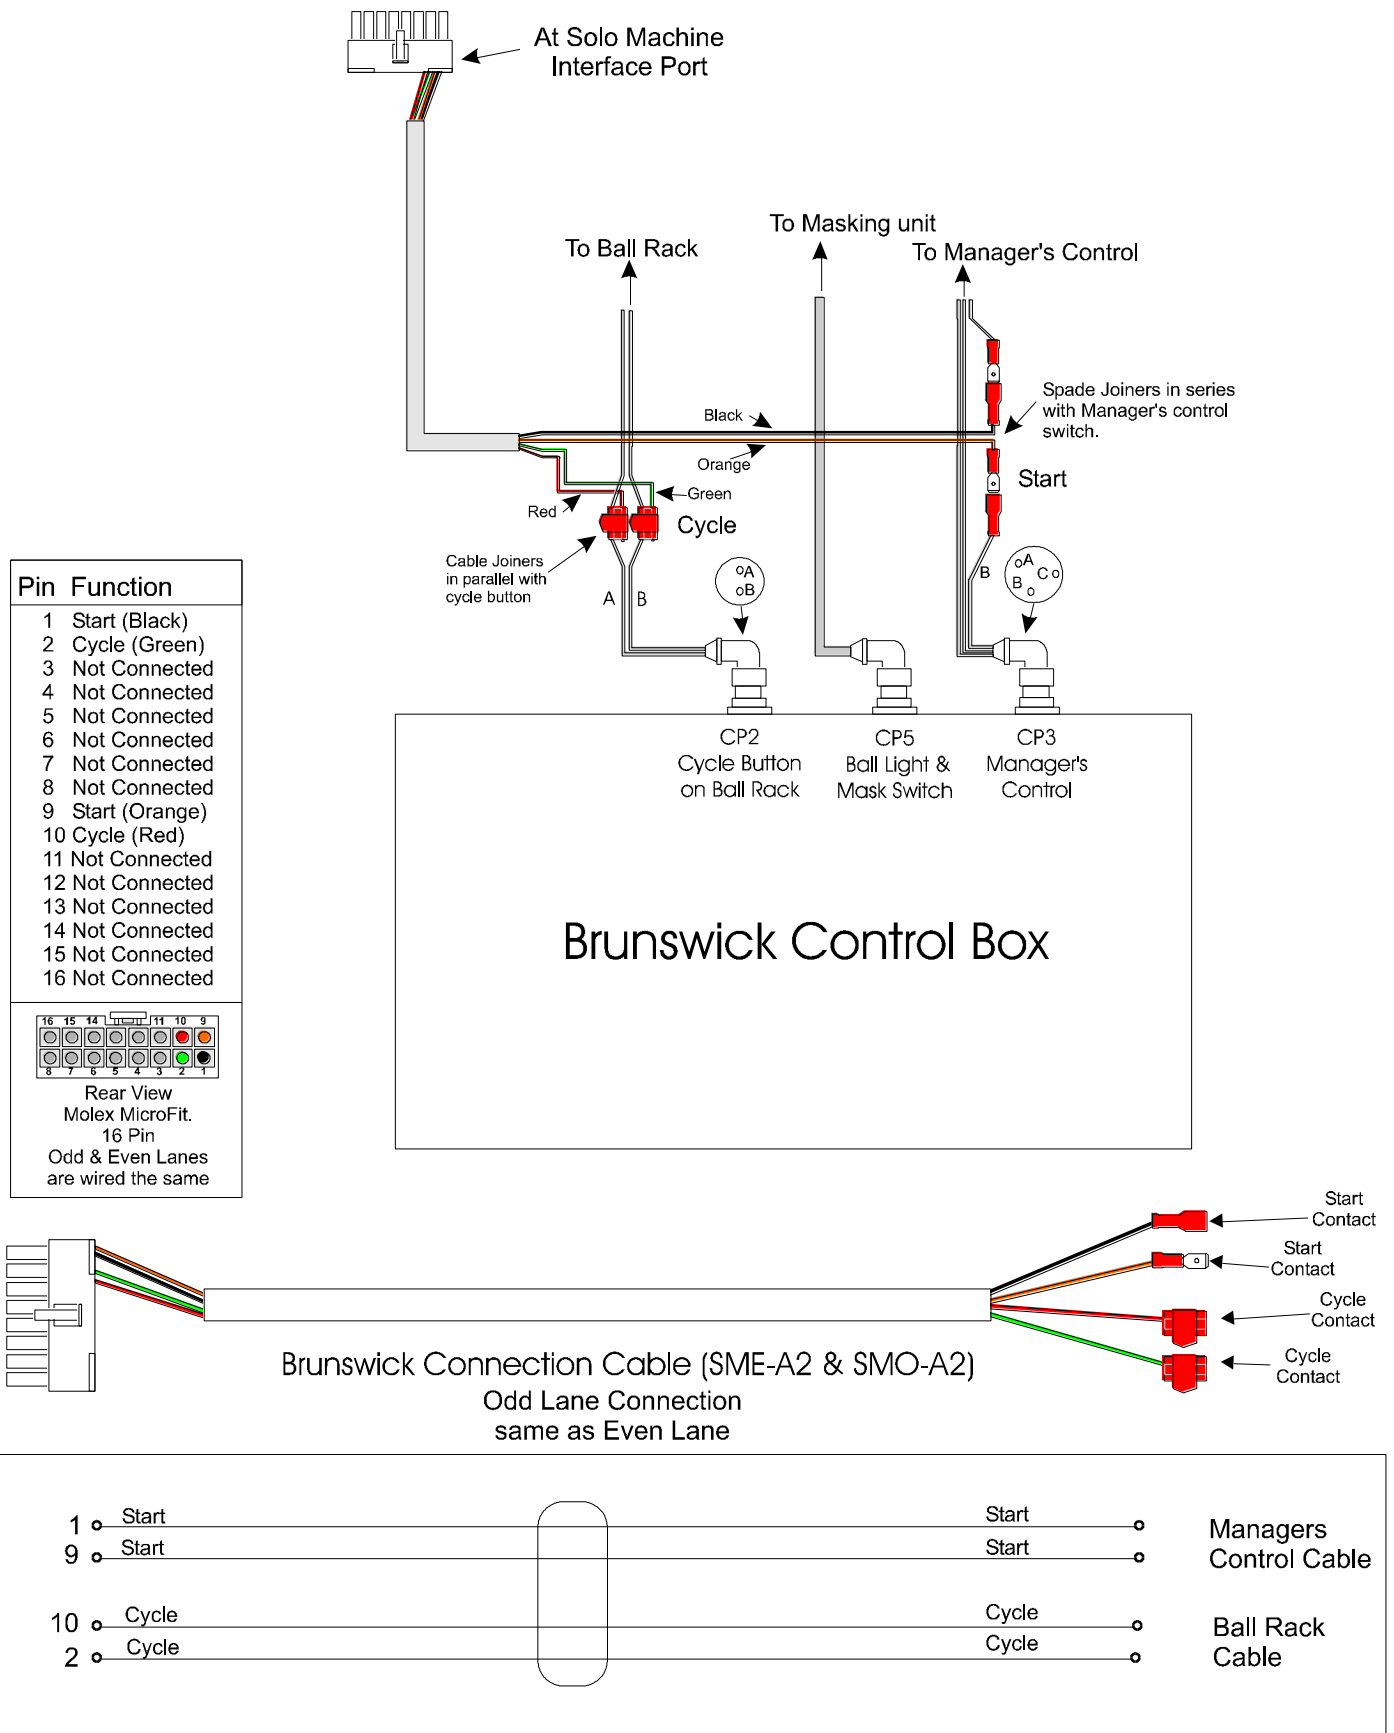 At Solo Machine
Interface Port
To Masking unit
To Ball Rack
To Manager's Control
Black
Orange
Spade Joiners in series
with Manager's control
switch.
Start
Green
Red
Cycle
Cable Joiners
in parallel with
cycle button
A B
A
B
B
A
B
C
CP2
Cycle Button
on Ball Rack
CP5
Ball Light &
Mask Switch
CP3
Manager's
Control
Brunswick Control Box
Pin Function
1 Start (Black)
2 Cycle (Green)
3 Not Connected
4 Not Connected
5 Not Connected
6 Not Connected
7 Not Connected
8 Not Connected
9 Start (Orange)
10 Cycle (Red)
11 Not Connected
12 Not Connected
13 Not Connected
14 Not Connected
15 Not Connected
16 Not Connected
16 15 14 11 10 9
8 7 6 5 4 3 2 1
Rear View
Molex MicroFit.
16 Pin
Odd & Even Lanes
are wired the same
Start
Contact
Start
Contact
Cycle
Contact
Cycle
Contact
Brunswick Connection Cable (SME-A2 & SMO-A2)
Odd Lane Connection
same as Even Lane
1 Start Start
9 Start Start
Managers
Control Cable
10 Cycle Cycle
2 Cycle Cycle
Ball Rack
Cable